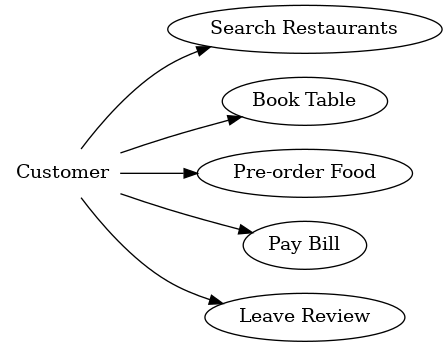 Search Restaurants
Book Table
Customer
Pre-order Food
Pay Bill
Leave Review